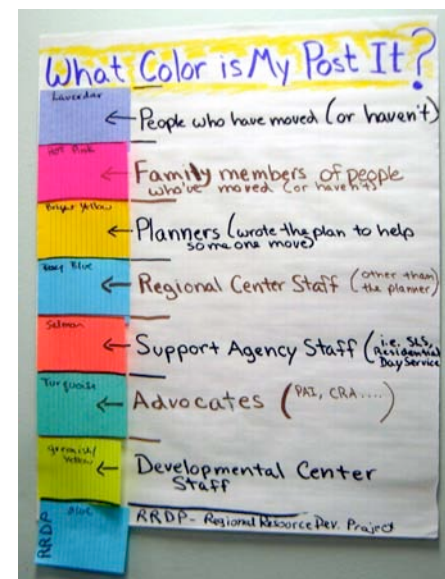 What Color is My Post It?
Lavendar
← People who have moved (or haven't)
Hot Pink
← Family members of people
who've moved (or haven't)
Bright Yellow
← Planners (wrote the plan to help
someone move)
Blue
← Regional Center Staff (other than
the planner)
Salmon
← Support Agency Staff (i.e. SLS,
Residential
Day Service
Turquoise
← Advocates (PAI, CRA....)
greenish/
Yellow
← Developmental Center
Staff
blue
RRDP
RRDP - Regional Resource Dev. Project